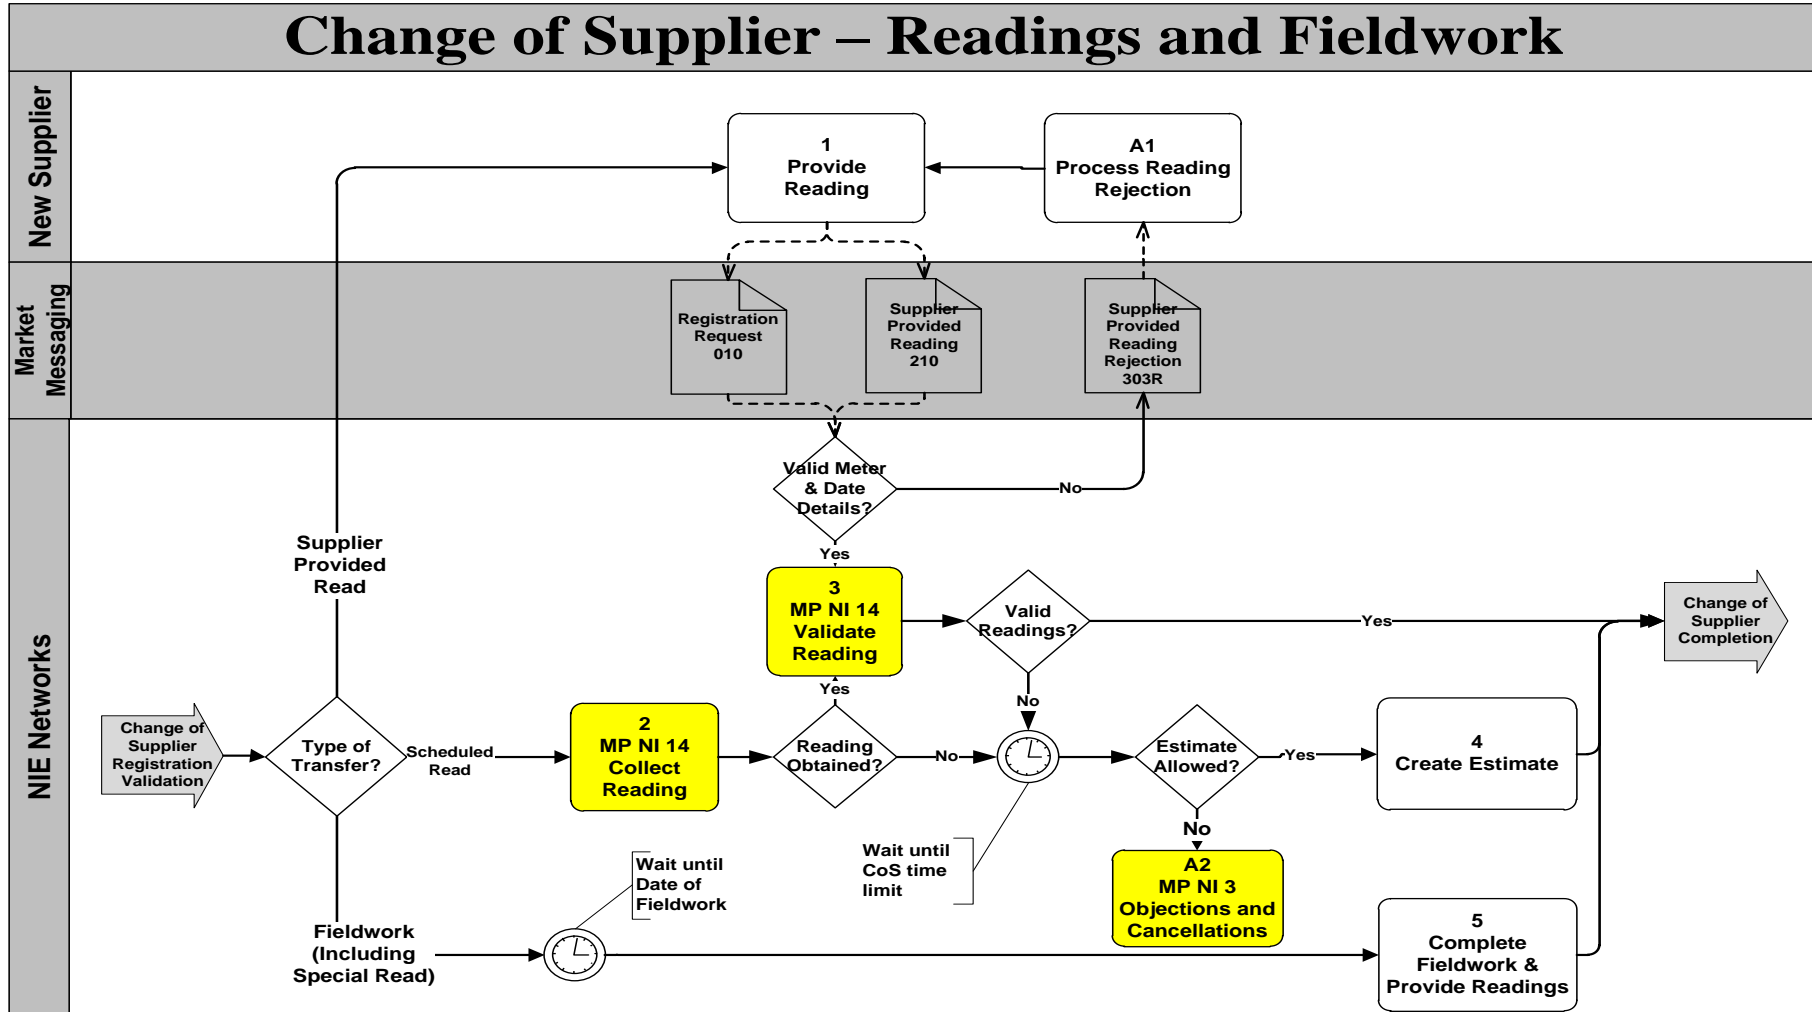 Change of Supplier – Readings and Fieldwork
New Supplier
1
Provide
Reading
A1
Process Reading
Rejection
Market
Messaging
Registration
Request
010
Supplier
Provided
Reading
210
Supplier
Provided
Reading
Rejection
303R
NIE Networks
Valid Meter
& Date
Details?
No
Yes
Supplier
Provided
Read
3
MP NI 14
Validate
Reading
Valid
Readings?
Yes
Change of
Supplier
Completion
Yes
No
Change of
Supplier
Registration
Validation
Type of
Transfer?
Scheduled
Read
2
MP NI 14
Collect
Reading
Reading
Obtained?
No
Estimate
Allowed?
Yes
4
Create Estimate
No
Wait until
Date of
Fieldwork
Wait until
CoS time
limit
A2
MP NI 3
Objections and
Cancellations
Fieldwork
(Including
Special Read)
5
Complete
Fieldwork &
Provide Readings